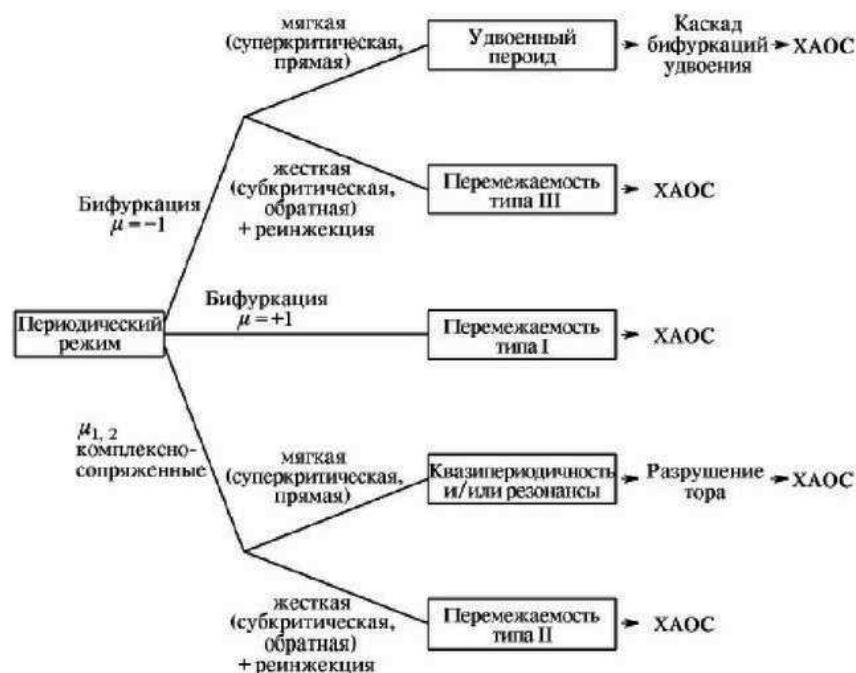 мягкая
(суперкритическая,
прямая)
Удвоенный
пероид
Каскад
бифуркаций
удвоения
ХАОС
Бифуркация
μ = −1
жесткая
(субкритическая,
обратная)
+ реинжекция
Перемежаемость
типа III
ХАОС
Периодический
режим
Бифуркация
μ = +1
Перемежаемость
типа I
ХАОС
μ1, 2
комплексно-
сопряженные
мягкая
(суперкритическая,
прямая)
Квазипериодичность
и/или резонансы
Разрушение
тора
ХАОС
жесткая
(субкритическая,
обратная)
+ реинжекция
Перемежаемость
типа II
ХАОС